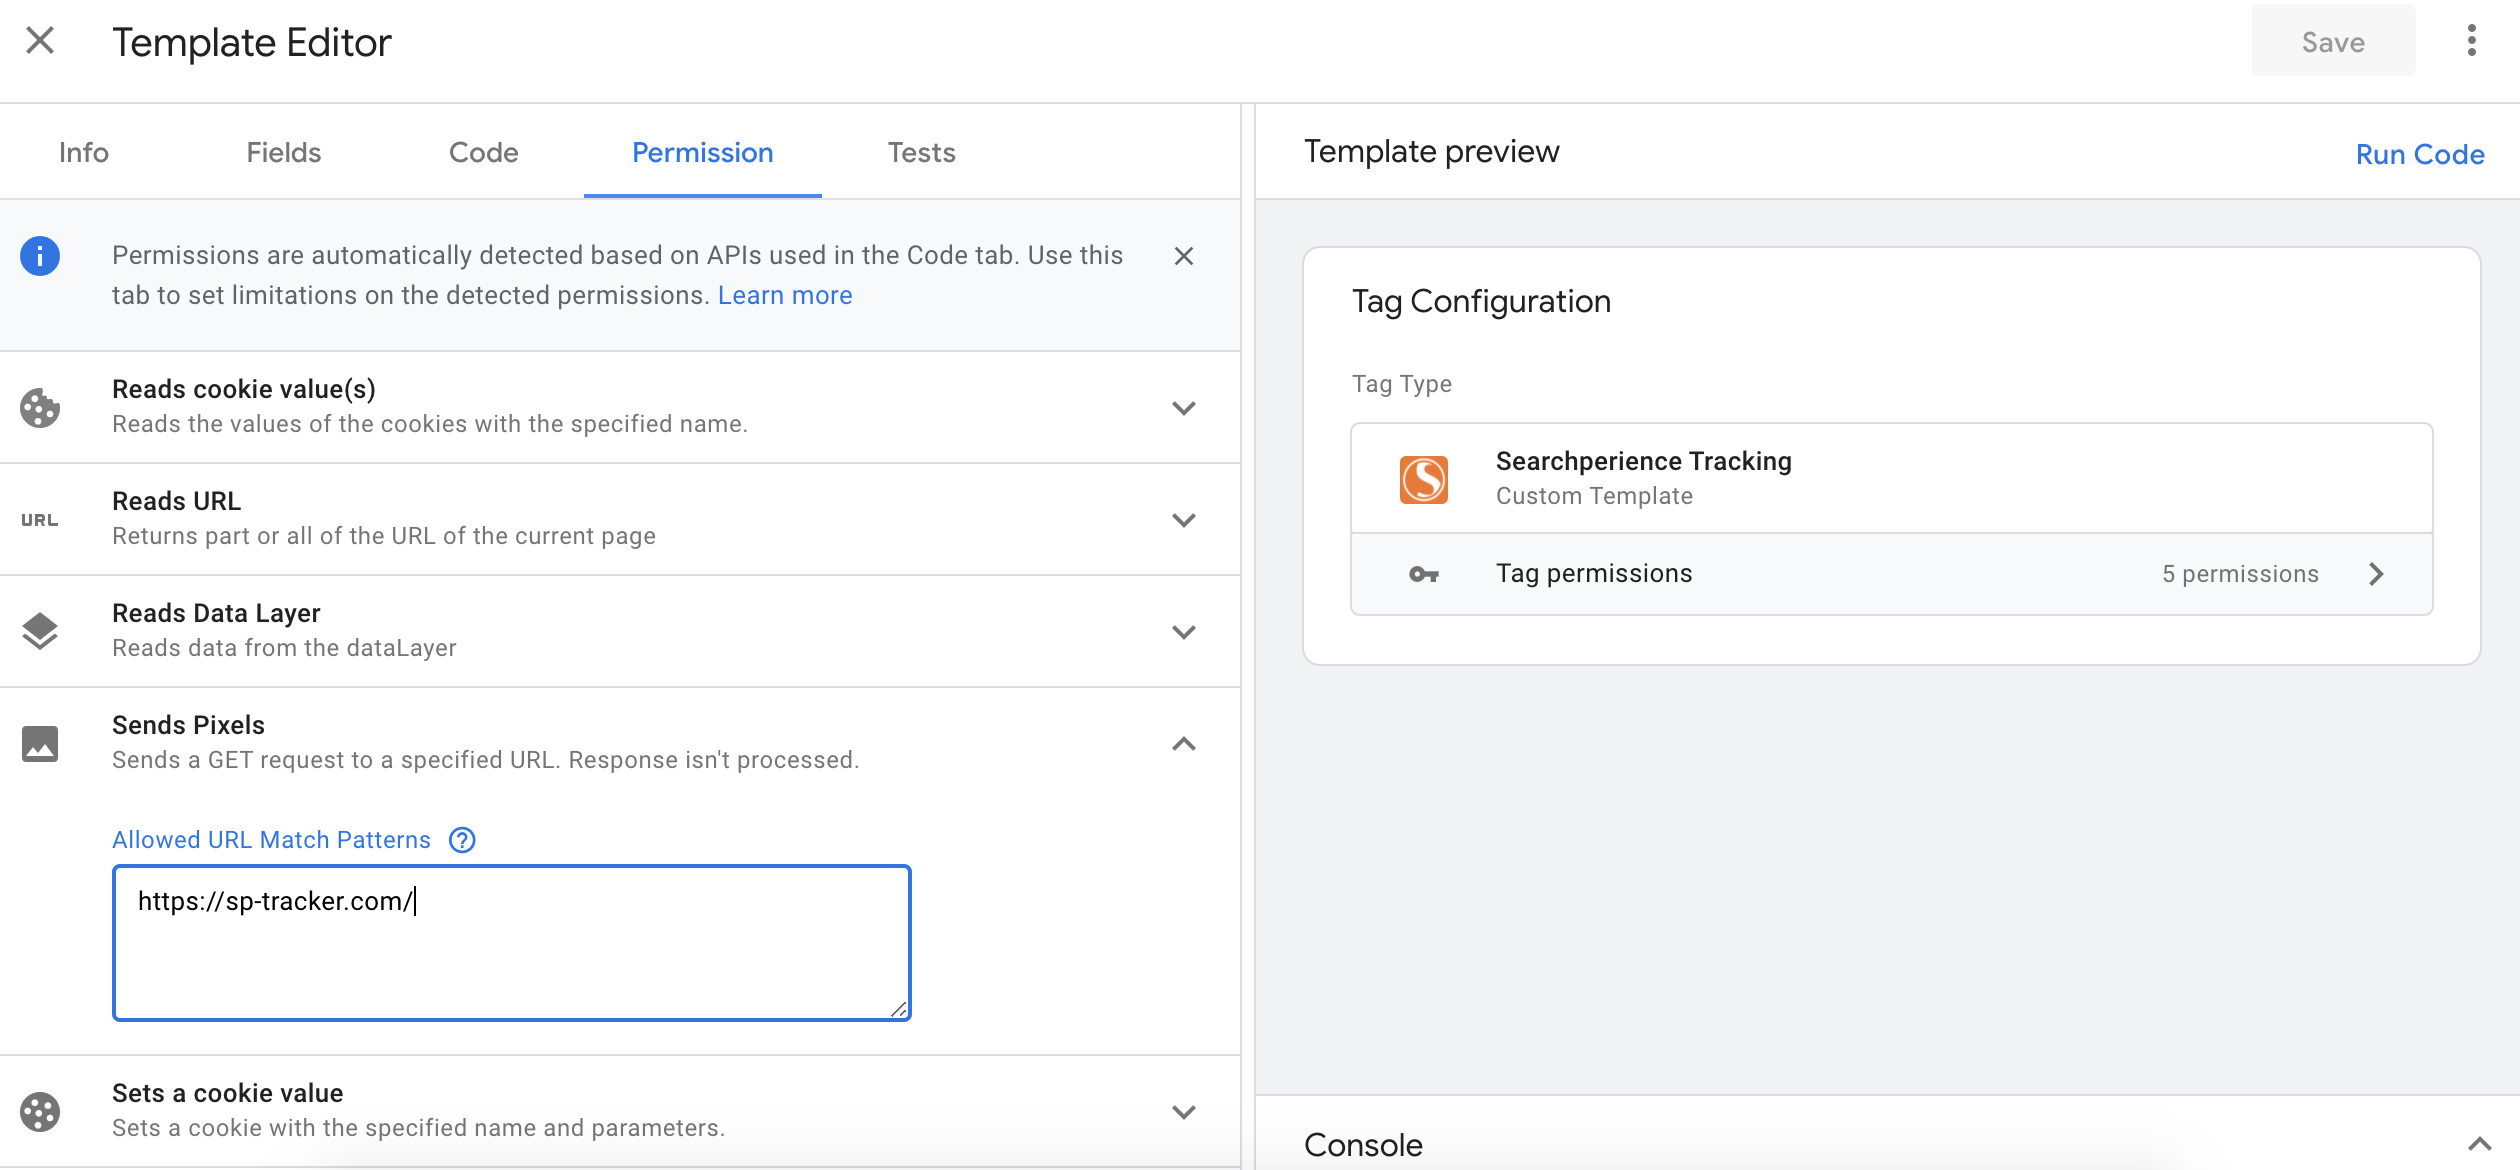 Template Editor
Save
Info
Fields
Code
Permission
Tests
Permissions are automatically detected based on APIs used in the Code tab. Use this
tab to set limitations on the detected permissions. Learn more
Reads cookie value(s)
Reads the values of the cookies with the specified name.
URL
Reads URL
Returns part or all of the URL of the current page
Reads Data Layer
Reads data from the dataLayer
Sends Pixels
Sends a GET request to a specified URL. Response isn't processed.
Allowed URL Match Patterns
https://sp-tracker.com/
Sets a cookie value
Sets a cookie with the specified name and parameters.
Template preview
Run Code
Tag Configuration
Tag Type
Searchperience Tracking
Custom Template
Tag permissions
5 permissions
Console